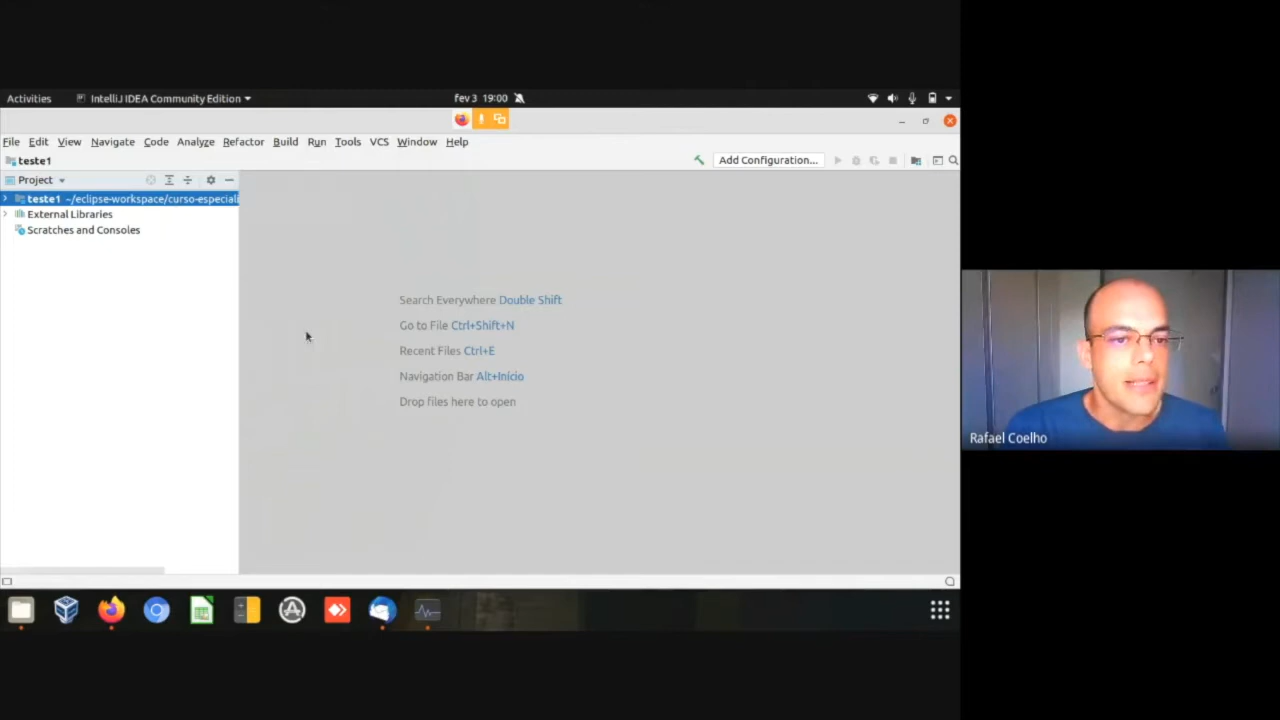 Activities IntelliJ IDEA Community Edition fev 3 19:00
File Edit View Navigate Code Analyze Refactor Build Run Tools VCS Window Help
teste1 Add Configuration...
Project
teste1 ~/eclipse-workspace/curso-especiali
External Libraries
Scratches and Consoles
Search Everywhere Double Shift
Go to File Ctrl+Shift+N
Recent Files Ctrl+E
Navigation Bar Alt+Início
Drop files here to open
Rafael Coelho